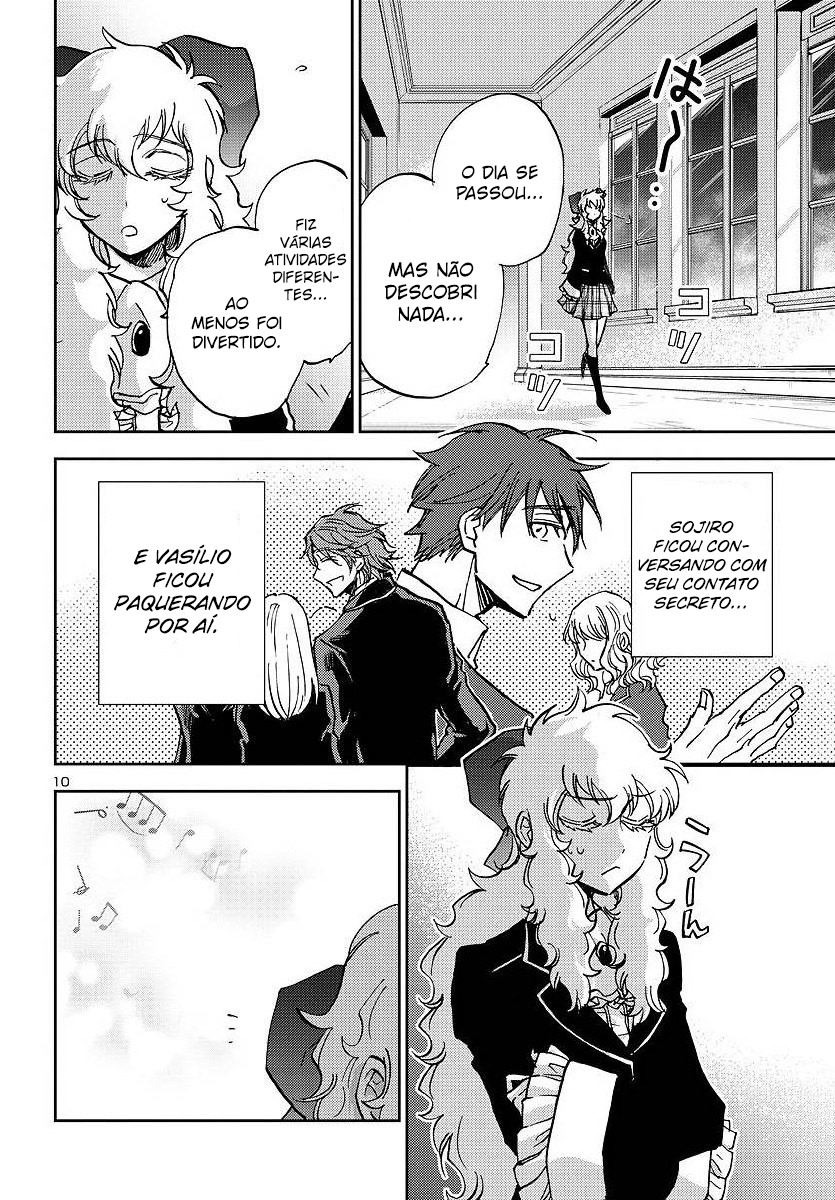 は～…
O DIA SE
PASSOU...
MAS NÃO
DESCOBRI
NADA...
コツ
コツ
FIZ
VÁRIAS
ATIVIDADES
DIFEREN-
TES...
AO
MENOS FOI
DIVERTIDO.
SOJIRO
FICOU CON-
VERSANDO COM
SEU CONTATO
SECRETO...
E VASÍLIO
FICOU
PAQUERANDO
POR AÍ.
うーん
10